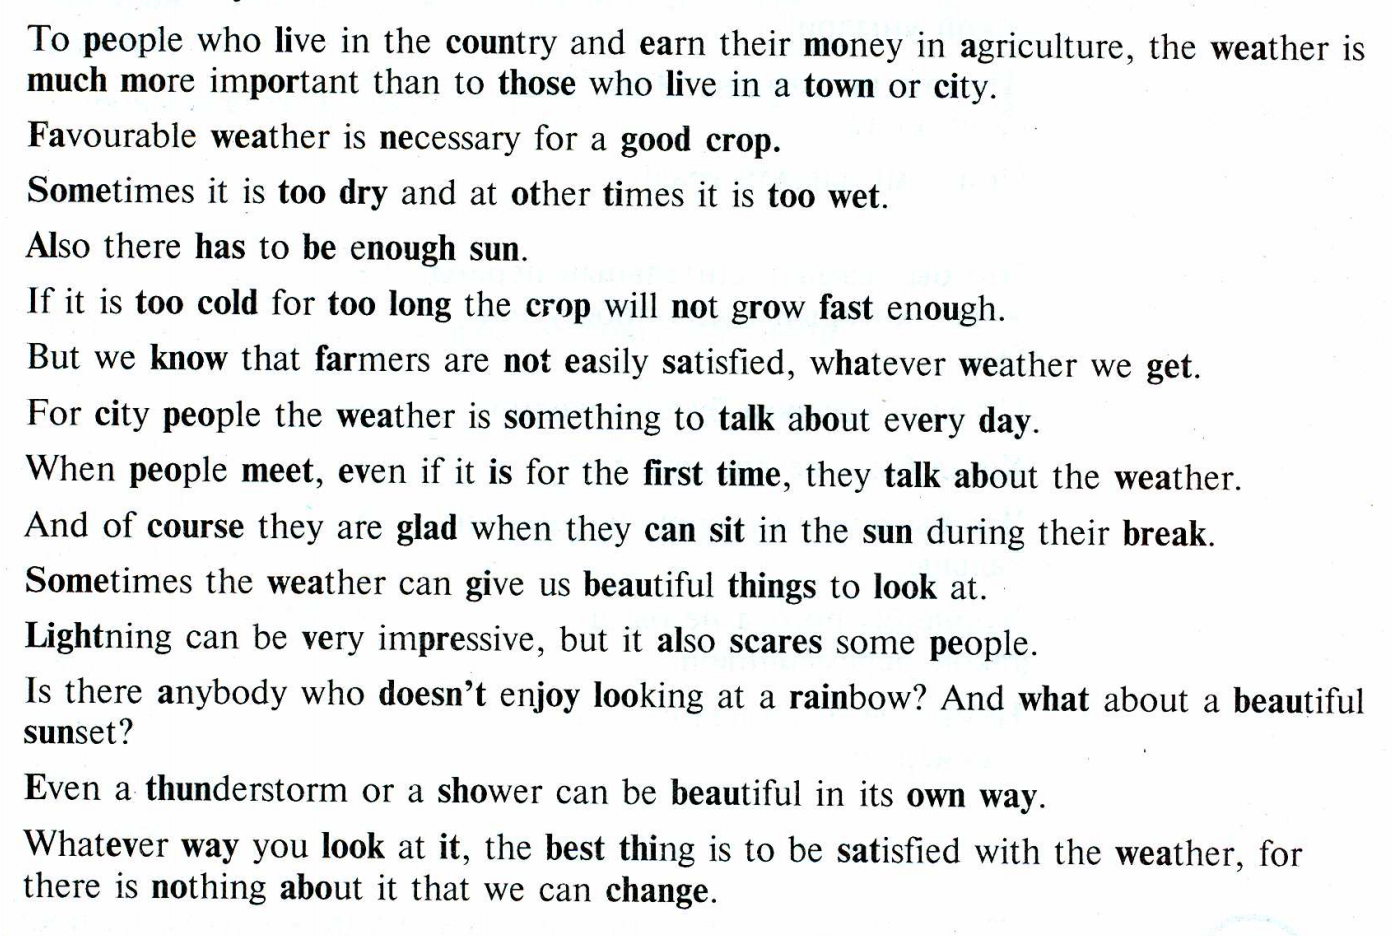 To people who live in the country and earn their money in agriculture, the weather is
much more important than to those who live in a town or city.
Favourable weather is necessary for a good crop.
Sometimes it is too dry and at other times it is too wet.
Also there has to be enough sun.
If it is too cold for too long the crop will not grow fast enough.
But we know that farmers are not easily satisfied, whatever weather we get.
For city people the weather is something to talk about every day.
When people meet, even if it is for the first time, they talk about the weather.
And of course they are glad when they can sit in the sun during their break.
Sometimes the weather can give us beautiful things to look at.
Lightning can be very impressive, but it also scares some people.
Is there anybody who doesn't enjoy looking at a rainbow? And what about a beautiful
sunset?
Even a thunderstorm or a shower can be beautiful in its own way.
Whatever way you look at it, the best thing is to be satisfied with the weather, for
there is nothing about it that we can change.